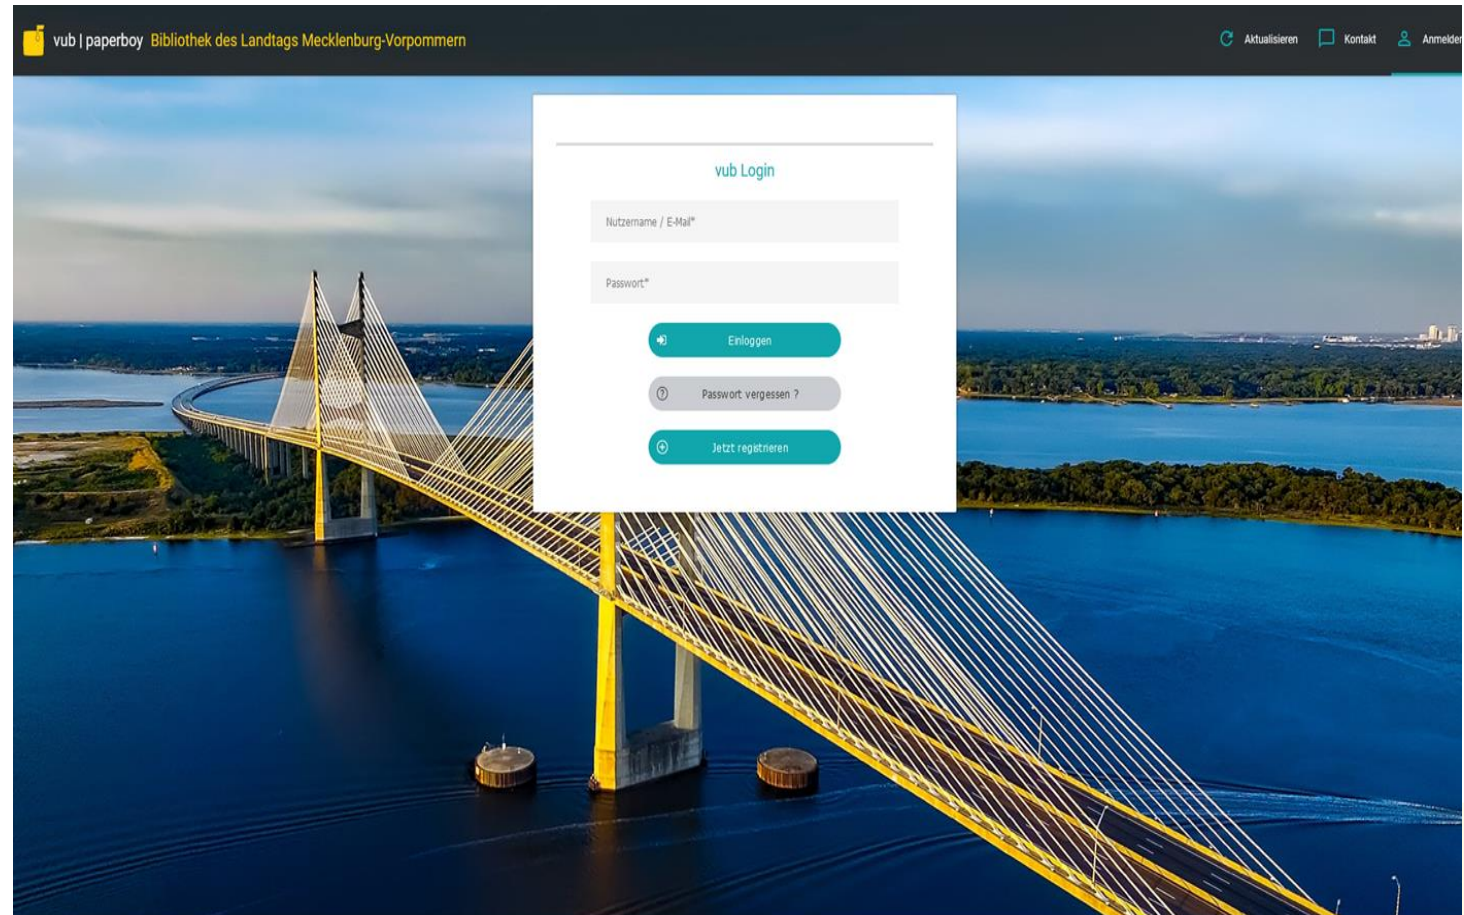 vub | paperboy Bibliothek des Landtags Mecklenburg-Vorpommern
Aktualisieren
Kontakt
Anmelden
vub Login
Nutzername / E-Mail*
Passwort*
Einloggen
Passwort vergessen ?
Jetzt registrieren